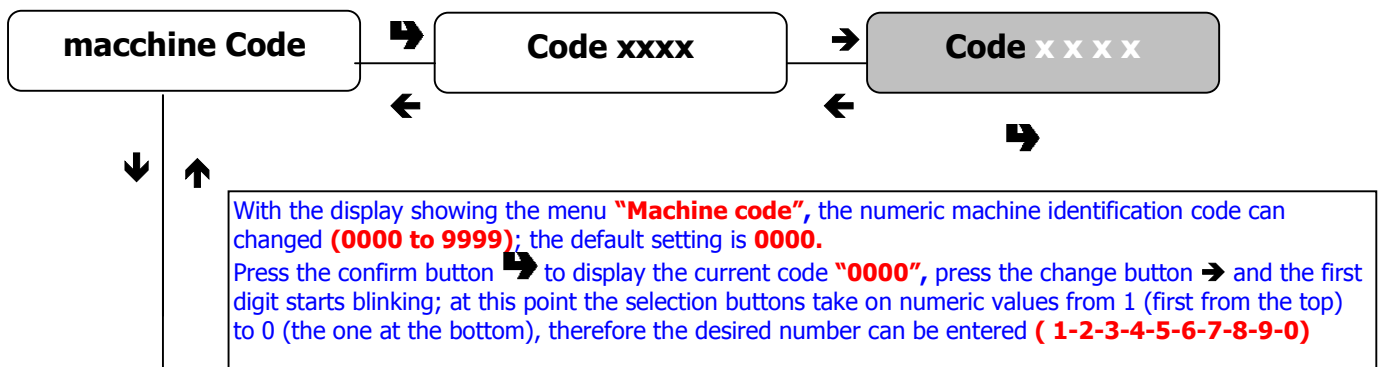 macchine Code
Code xxxx
Code x x x x
With the display showing the menu “Machine code”, the numeric machine identification code can
changed (0000 to 9999); the default setting is 0000.
Press the confirm button to display the current code “0000”, press the change button → and the first
digit starts blinking; at this point the selection buttons take on numeric values from 1 (first from the top)
to 0 (the one at the bottom), therefore the desired number can be entered ( 1-2-3-4-5-6-7-8-9-0)